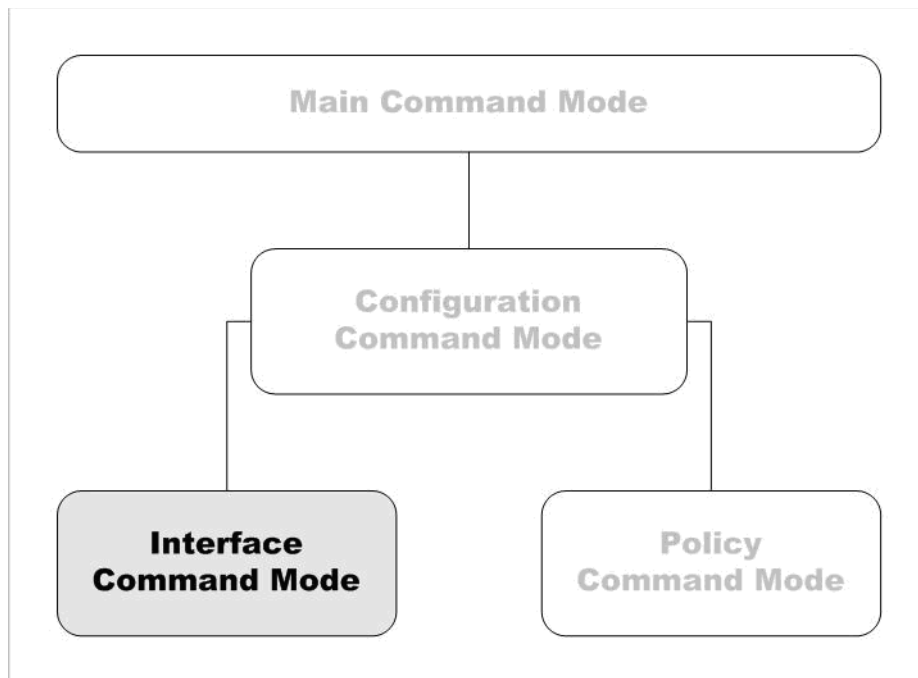 Main Command Mode
Configuration
Command Mode
Interface
Command Mode
Policy
Command Mode